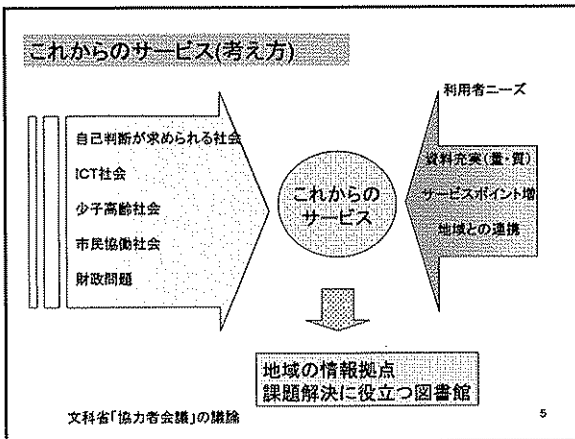 これからのサービス(考え方)
利用者ニーズ
自己判断が求められる社会
ICT社会
少子高齢社会
市民協働社会
財政問題
これからの
サービス
資料充実(量・質)
サービスポイント増
地域との連携
地域の情報拠点
課題解決に役立つ図書館
文科省「協力者会議」の議論
5